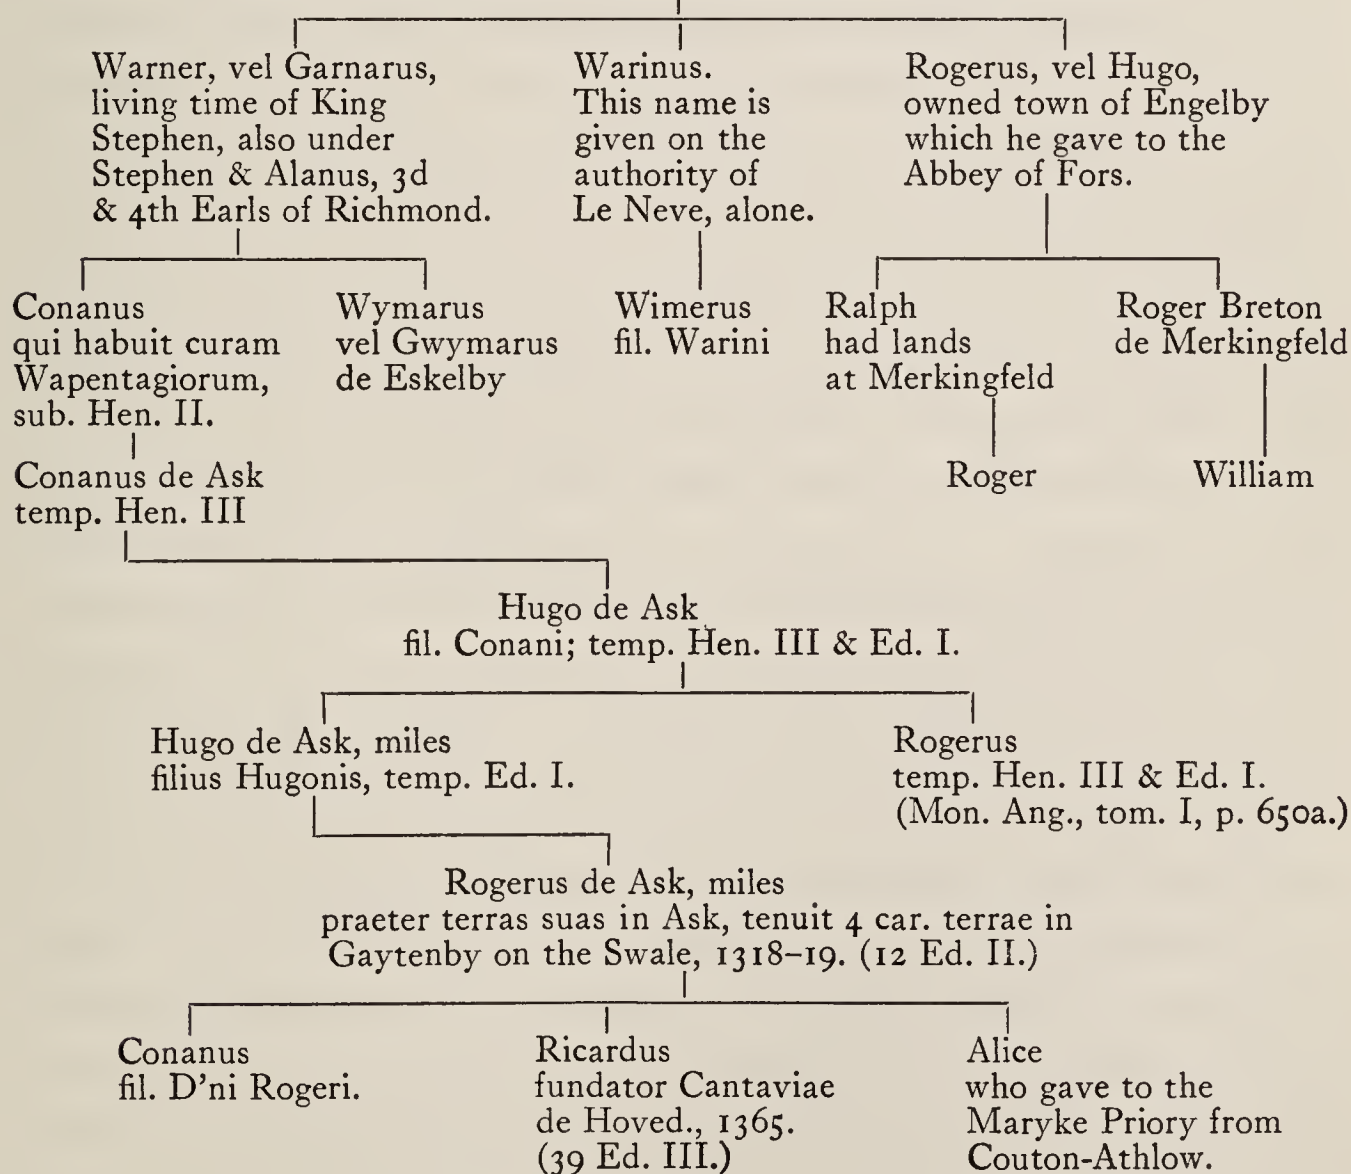 Warner, vel Garnarus,
living time of King
Stephen, also under
Stephen & Alanus, 3d
& 4th Earls of Richmond.
Warinus.
This name is
given on the
authority of
Le Neve, alone.
Rogerus, vel Hugo,
owned town of Engelby
which he gave to the
Abbey of Fors.
Conanus
qui habuit curam
Wapentagiorum,
sub. Hen. II.
Wymarus
vel Gwymarus
de Eskelby
Wimerus
fil. Warini
Ralph
had lands
at Merkingfeld
Roger Breton
de Merkingfeld
Conanus de Ask
temp. Hen. III
Roger
William
Hugo de Ask
fil. Conani; temp. Hen. III & Ed. I.
Hugo de Ask, miles
filius Hugonis, temp. Ed. I.
Rogerus
temp. Hen. III & Ed. I.
(Mon. Ang., tom. I, p. 650a.)
Rogerus de Ask, miles
praeter terras suas in Ask, tenuit 4 car. terrae in
Gaytenby on the Swale, 1318–19. (12 Ed. II.)
Conanus
fil. D'ni Rogeri.
Ricardus
fundator Cantaviae
de Hoved., 1365.
(39 Ed. III.)
Alice
who gave to the
Maryke Priory from
Couton-Athlow.